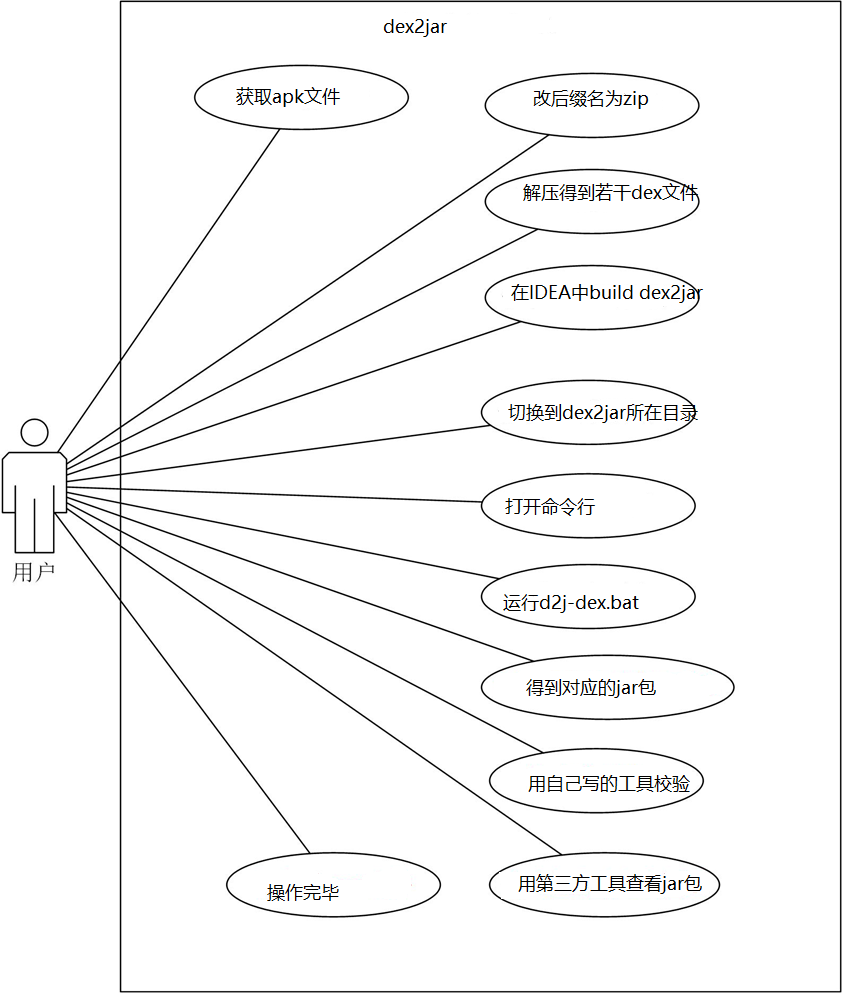 dex2jar
获取apk文件
改后缀名为zip
解压得到若干dex文件
在IDEA中build dex2jar
切换到dex2jar所在目录
打开命令行
用户
运行d2j-dex.bat
得到对应的jar包
用自己写的工具校验
用第三方工具查看jar包
操作完毕